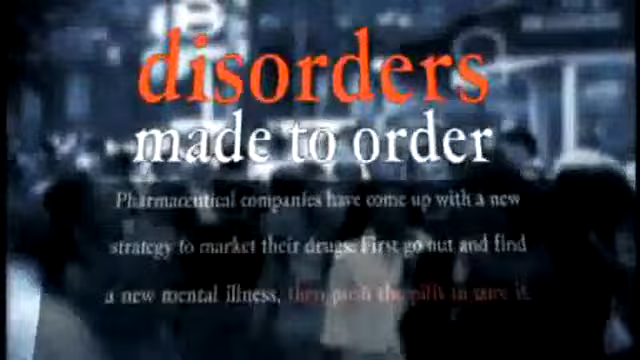 disorders
made to order
Pharmaceutical companies have come up with a new
strategy to market their drugs: First go out and find
a new mental illness, then push the pills to cure it.